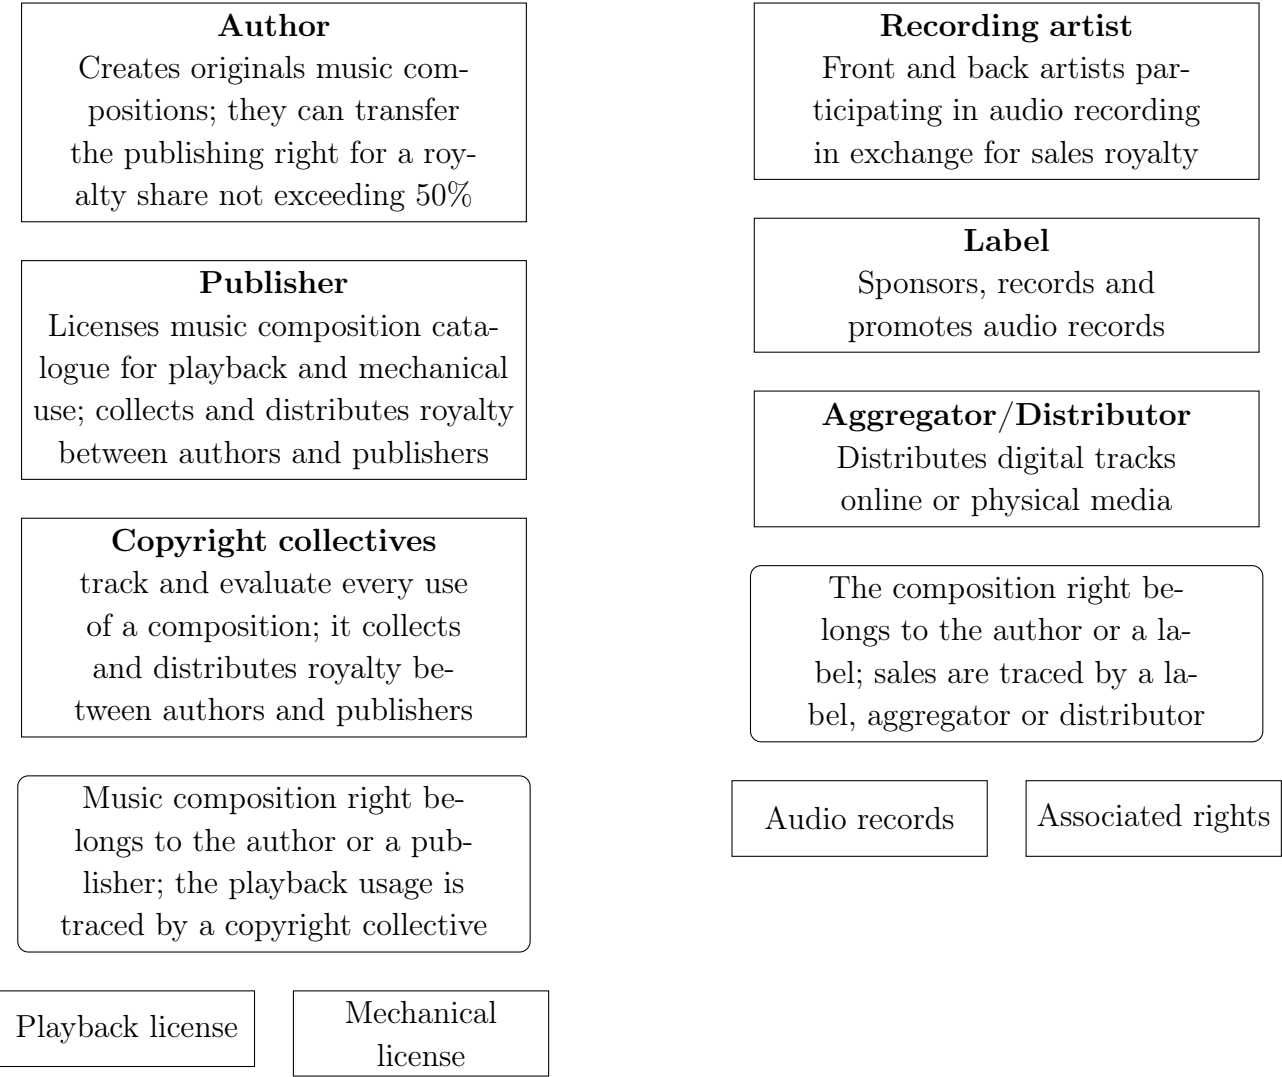 Author
Creates originals music com-
positions; they can transfer
the publishing right for a roy-
alty share not exceeding 50%
Publisher
Licenses music composition cata-
logue for playback and mechanical
use; collects and distributes royalty
between authors and publishers
Copyright collectives
track and evaluate every use
of a composition; it collects
and distributes royalty be-
tween authors and publishers
Music composition right be-
longs to the author or a pub-
lisher; the playback usage is
traced by a copyright collective
Playback license
Mechanical
license
Recording artist
Front and back artists par-
ticipating in audio recording
in exchange for sales royalty
Label
Sponsors, records and
promotes audio records
Aggregator/Distributor
Distributes digital tracks
online or physical media
The composition right be-
longs to the author or a la-
bel; sales are traced by a la-
bel, aggregator or distributor
Audio records
Associated rights